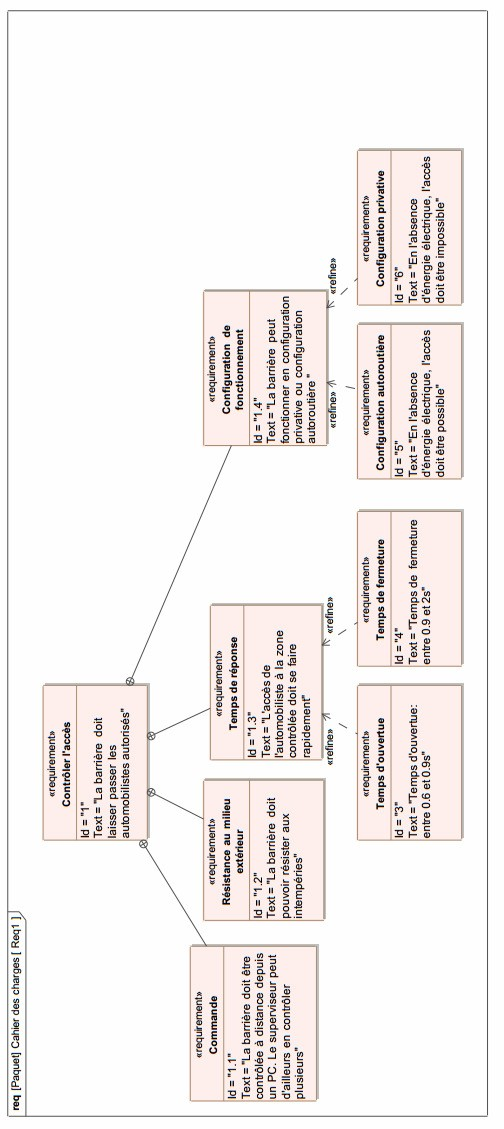 req [Paquet] Cahier des charges [ Req1 ]
«requirement»
Contrôler l'accès
Id = "1"
Text = "La barrière doit
laisser passer les
automobilistes autorisés"
«requirement»
Commande
Id = "1.1"
Text = "La barrière doit être
contrôlée à distance depuis
un PC. Le superviseur peut
d'ailleurs en contrôler
plusieurs"
«requirement»
Résistance au milieu
extérieur
Id = "1.2"
Text = "La barrière doit
pouvoir résister aux
intempéries"
«requirement»
Temps de réponse
Id = "1.3"
Text = "L'accès de
l'automobiliste à la zone
contrôlée doit se faire
rapidement"
«requirement»
Configuration de
fonctionnement
Id = "1.4"
Text = "La barrière peut
fonctionner en configuration
privative ou configuration
autoroutière "
«refine»
«refine»
«refine»
«refine»
«requirement»
Temps d'ouvertue
Id = "3"
Text = "Temps d'ouverture:
entre 0.6 et 0.9s"
«requirement»
Temps de fermeture
Id = "4"
Text = "Temps de fermeture
entre 0.9 et 2s"
«requirement»
Configuration autoroutière
Id = "5"
Text = "En l'absence
d'énergie électrique, l'accès
doit être possible"
«requirement»
Configuration privative
Id = "6"
Text = "En l'absence
d'énergie électrique, l'accès
doit être impossible"